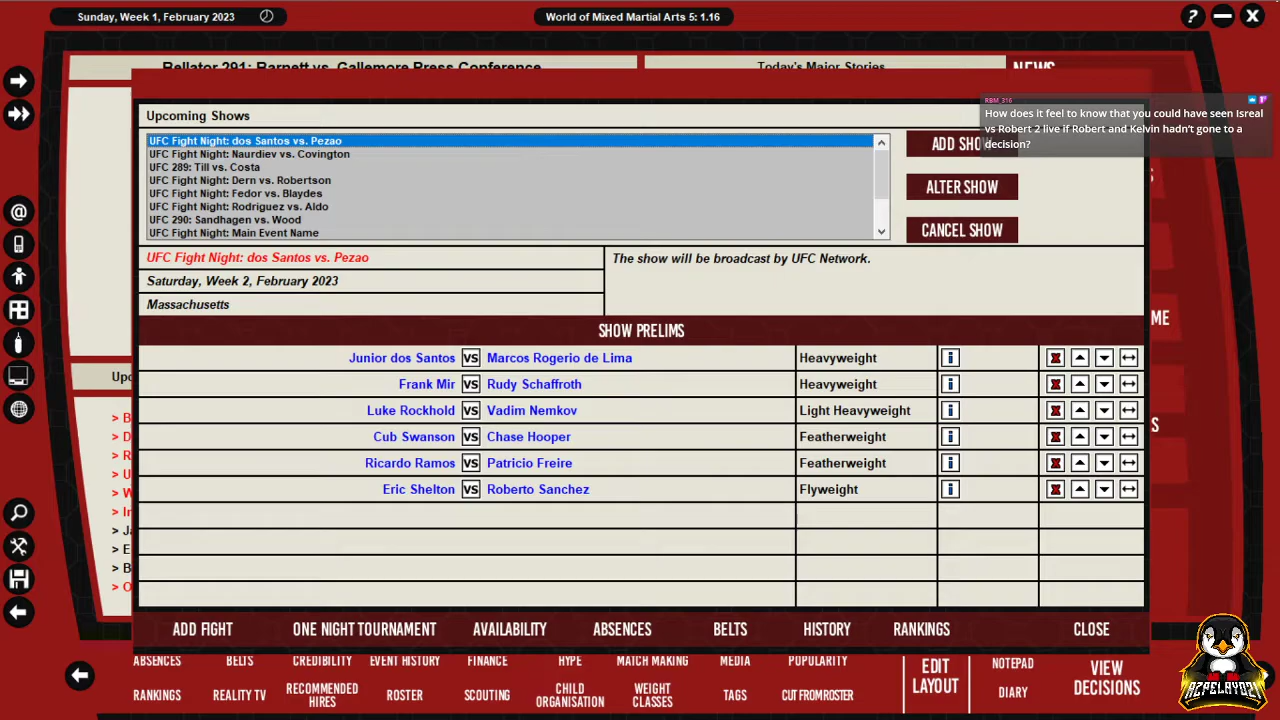 Sunday, Week 1, February 2023
World of Mixed Martial Arts 5: 1.16
?
Bellator 291: Barnett vs. Gallemore Press Conference
Today's Major Stories
NEWS
RBM_316
How does it feel to know that you could have seen Isreal
vs Robert 2 live if Robert and Kelvin hadn't gone to a
decision?
Upcoming Shows
UFC Fight Night: dos Santos vs. Pezao
UFC Fight Night: Naurdiev vs. Covington
UFC 289: Till vs. Costa
UFC Fight Night: Dern vs. Robertson
UFC Fight Night: Fedor vs. Blaydes
UFC Fight Night: Rodriguez vs. Aldo
UFC 290: Sandhagen vs. Wood
UFC Fight Night: Main Event Name
ADD SHO
ALTER SHOW
CANCEL SHOW
UFC Fight Night: dos Santos vs. Pezao
The show will be broadcast by UFC Network.
Saturday, Week 2, February 2023
Massachusetts
SHOW PRELIMS
Junior dos Santos VS Marcos Rogerio de Lima Heavyweight i X
Frank Mir VS Rudy Schaffroth Heavyweight i X
Luke Rockhold VS Vadim Nemkov Light Heavyweight i X
Cub Swanson VS Chase Hooper Featherweight i X
Ricardo Ramos VS Patricio Freire Featherweight i X
Eric Shelton VS Roberto Sanchez Flyweight i X
S
ME
S
Upc
> B
> D
> R
> U
> W
> In
> Ja
> E
> B
> O
ADD FIGHT ONE NIGHT TOURNAMENT AVAILABILITY ABSENCES BELTS HISTORY RANKINGS CLOSE
ABSENCES BELTS CREDIBILITY EVENT HISTORY FINANCE HYPE MATCH MAKING MEDIA POPULARITY
RANKINGS REALITY TV RECOMMENDED HIRES ROSTER SCOUTING CHILD ORGANISATION WEIGHT CLASSES TAGS CUT FROM ROSTER
EDIT LAYOUT
NOTEPAD
DIARY
VIEW DECISIONS
ACPELAYO21